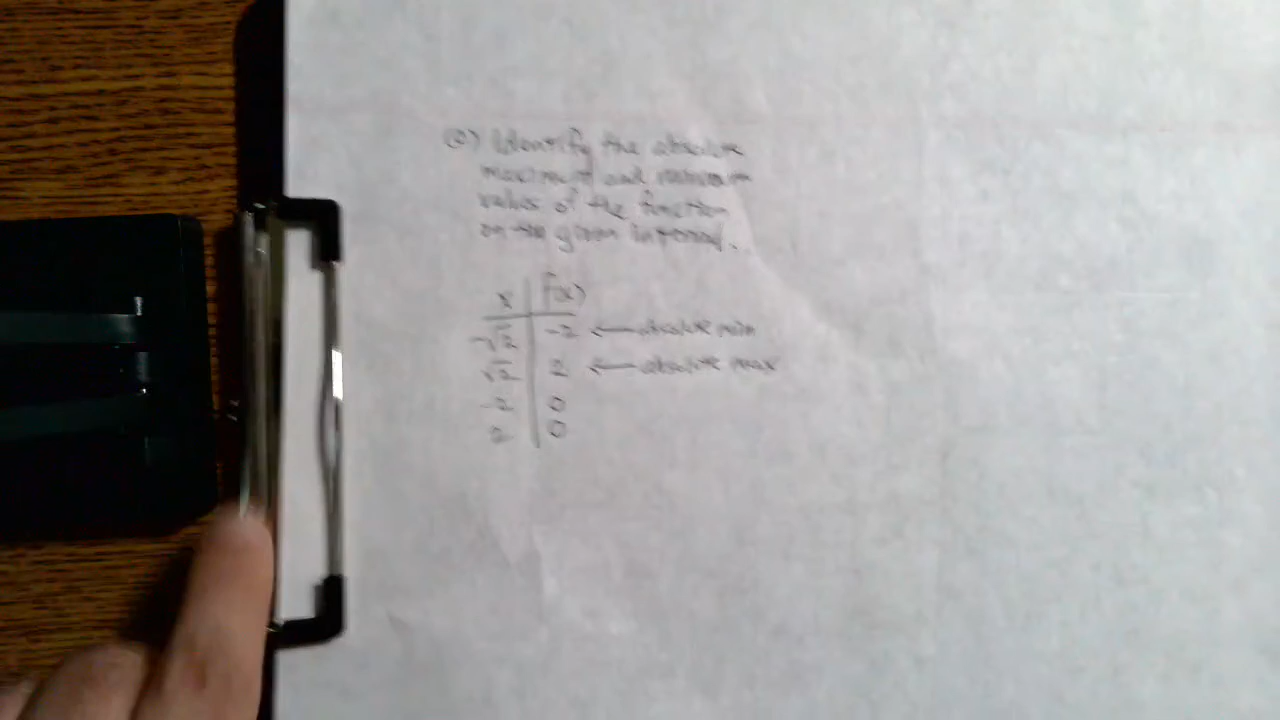 (e) Identify the absolute
maximum and minimum
values of the function
on the given interval...
x f(x)
-√2 -2 ← absolute min
√2 2 ← absolute max
-2 0
2 0